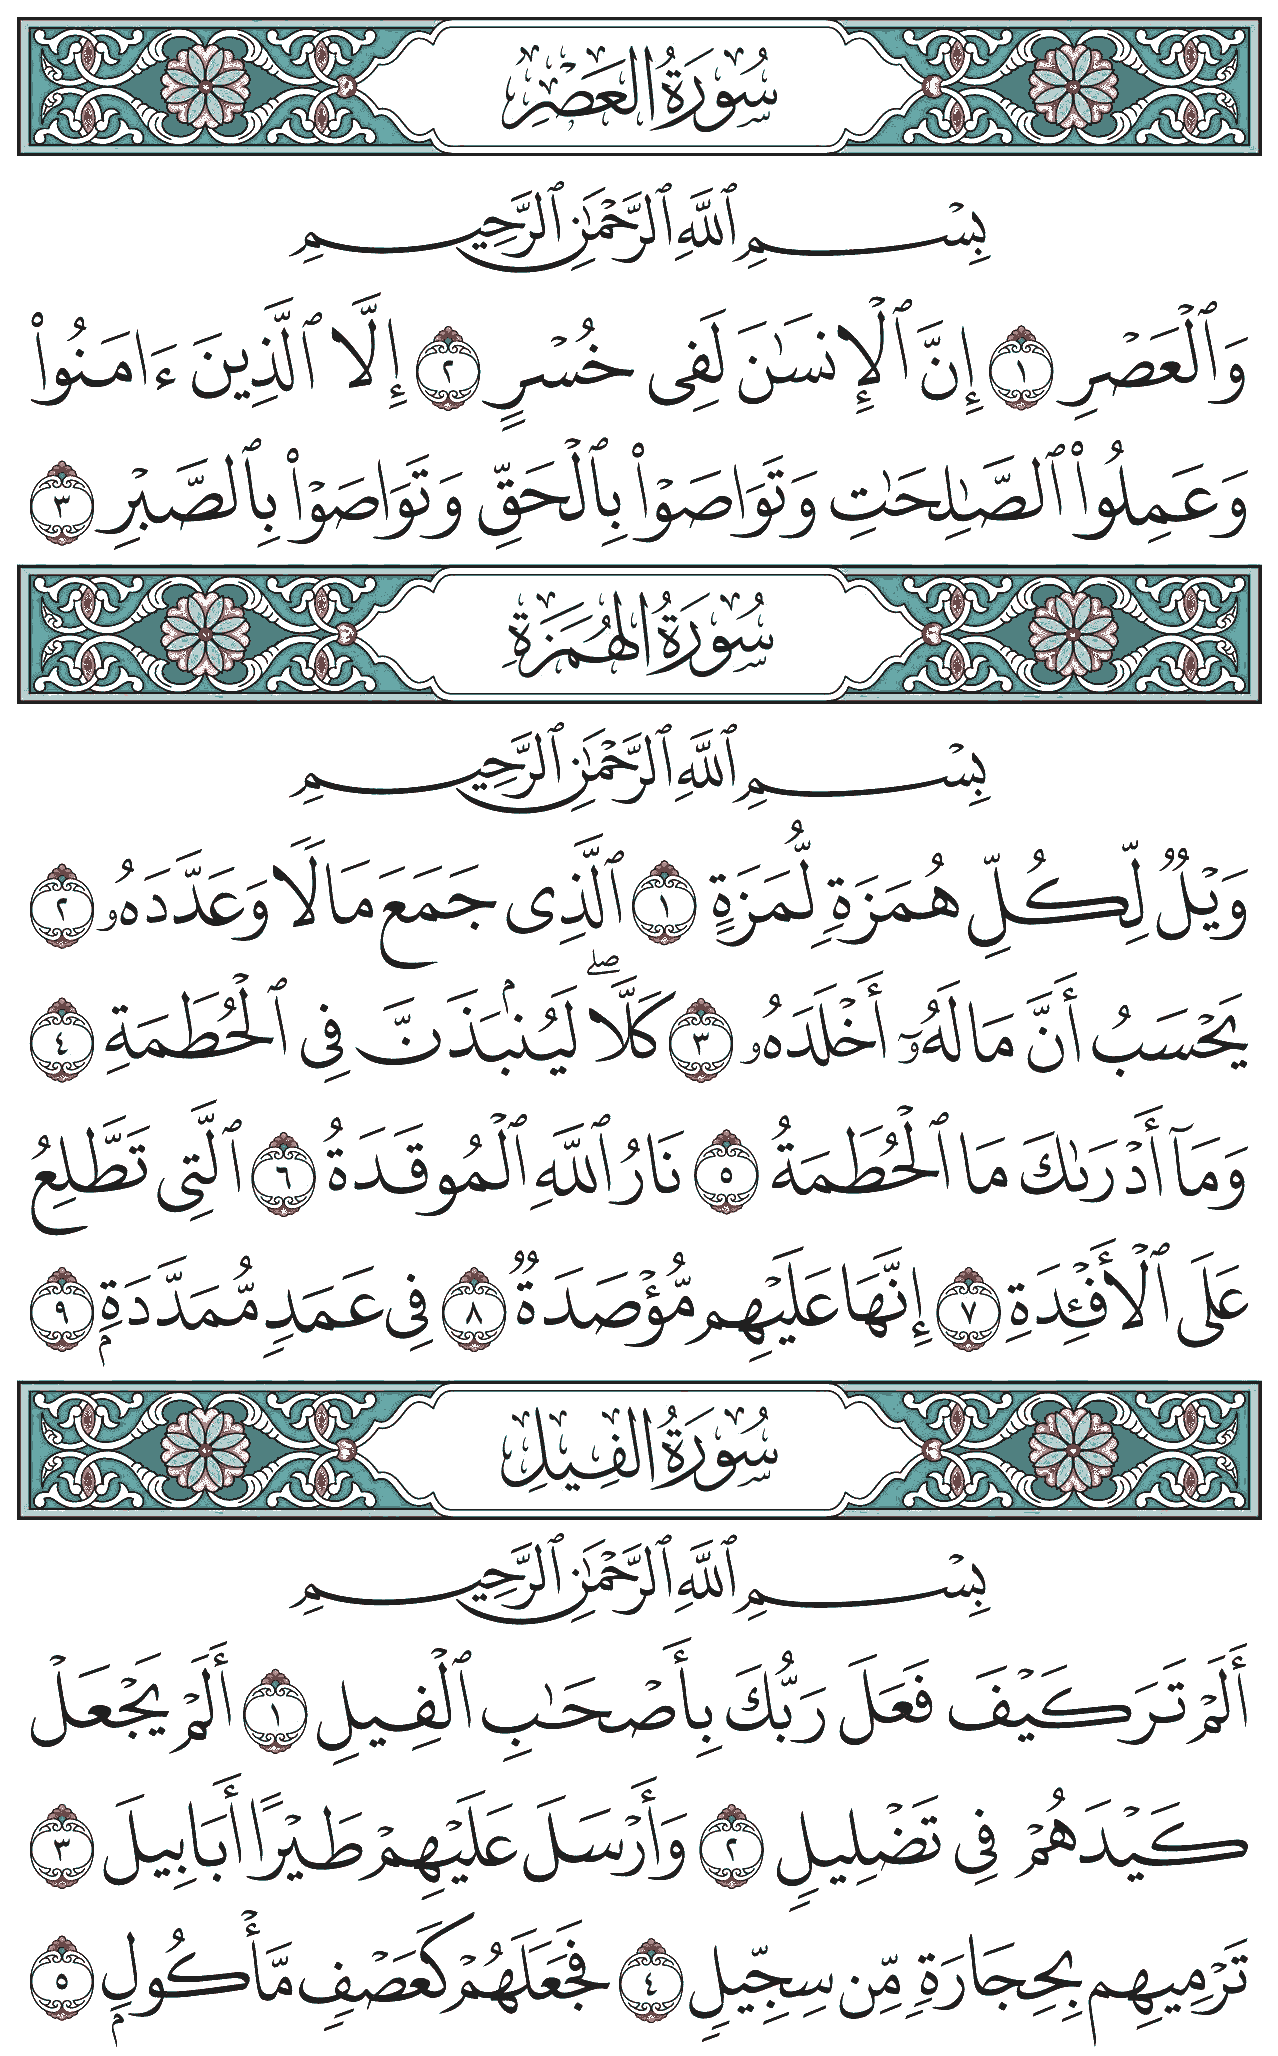 سُورَةُ العَصْرِ
بِسْمِ ٱللَّهِ ٱلرَّحْمَٰنِ ٱلرَّحِيمِ
وَٱلْعَصْرِ ١ إِنَّ ٱلْإِنسَٰنَ لَفِى خُسْرٍ ٢ إِلَّا ٱلَّذِينَ ءَامَنُوا۟
وَعَمِلُوا۟ ٱلصَّٰلِحَٰتِ وَتَوَاصَوْا۟ بِٱلْحَقِّ وَتَوَاصَوْا۟ بِٱلصَّبْرِ ٣
سُورَةُ الهُمَزَةِ
بِسْمِ ٱللَّهِ ٱلرَّحْمَٰنِ ٱلرَّحِيمِ
وَيْلٌ لِّكُلِّ هُمَزَةٍ لُّمَزَةٍ ١ ٱلَّذِى جَمَعَ مَالًا وَعَدَّدَهُۥ ٢
يَحْسَبُ أَنَّ مَالَهُۥٓ أَخْلَدَهُۥ ٣ كَلَّا ۖ لَيُنۢبَذَنَّ فِى ٱلْحُطَمَةِ ٤
وَمَآ أَدْرَىٰكَ مَا ٱلْحُطَمَةُ ٥ نَارُ ٱللَّهِ ٱلْمُوقَدَةُ ٦ ٱلَّتِى تَطَّلِعُ
عَلَى ٱلْأَفْـِٔدَةِ ٧ إِنَّهَا عَلَيْهِم مُّؤْصَدَةٌ ٨ فِى عَمَدٍ مُّمَدَّدَةٍۭ ٩
سُورَةُ الفِيلِ
بِسْمِ ٱللَّهِ ٱلرَّحْمَٰنِ ٱلرَّحِيمِ
أَلَمْ تَرَ كَيْفَ فَعَلَ رَبُّكَ بِأَصْحَٰبِ ٱلْفِيلِ ١ أَلَمْ يَجْعَلْ
كَيْدَهُمْ فِى تَضْلِيلٍ ٢ وَأَرْسَلَ عَلَيْهِمْ طَيْرًا أَبَابِيلَ ٣
تَرْمِيهِم بِحِجَارَةٍ مِّن سِجِّيلٍ ٤ فَجَعَلَهُمْ كَعَصْفٍ مَّأْكُولٍۭ ٥